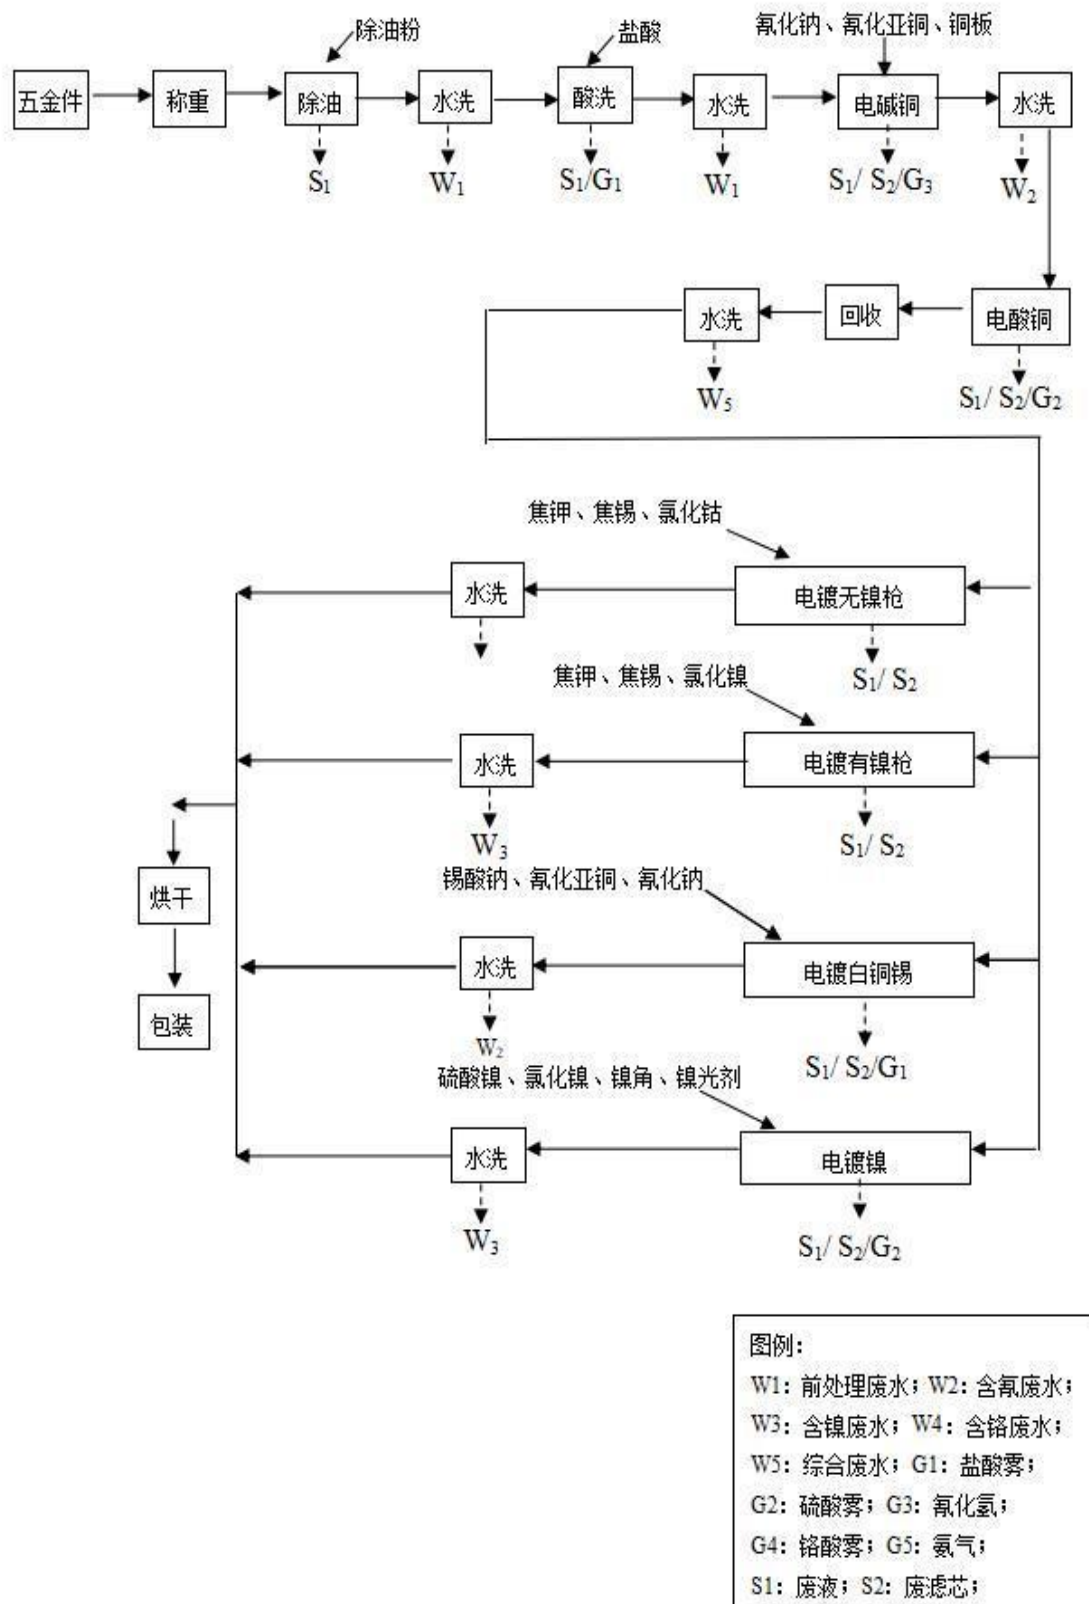 除油粉
盐酸
氰化钠、氰化亚铜、铜板
五金件
称重
除油
水洗
酸洗
水洗
电碱铜
水洗
S1
W1
S1/G1
W1
S1/ S2/G3
W2
水洗
回收
电酸铜
W5
S1/ S2/G2
焦钾、焦锡、氯化钴
水洗
电镀无镍枪
S1/ S2
焦钾、焦锡、氯化镍
水洗
电镀有镍枪
W3
S1/ S2
锡酸钠、氰化亚铜、氰化钠
烘干
水洗
电镀白铜锡
包装
W2
S1/ S2/G1
硫酸镍、氯化镍、镍角、镍光剂
水洗
电镀镍
W3
S1/ S2/G2
图例：
W1：前处理废水；W2：含氰废水；
W3：含镍废水；W4：含铬废水；
W5：综合废水；G1：盐酸雾；
G2：硫酸雾；G3：氰化氢；
G4：铬酸雾；G5：氨气；
S1：废液；S2：废滤芯；